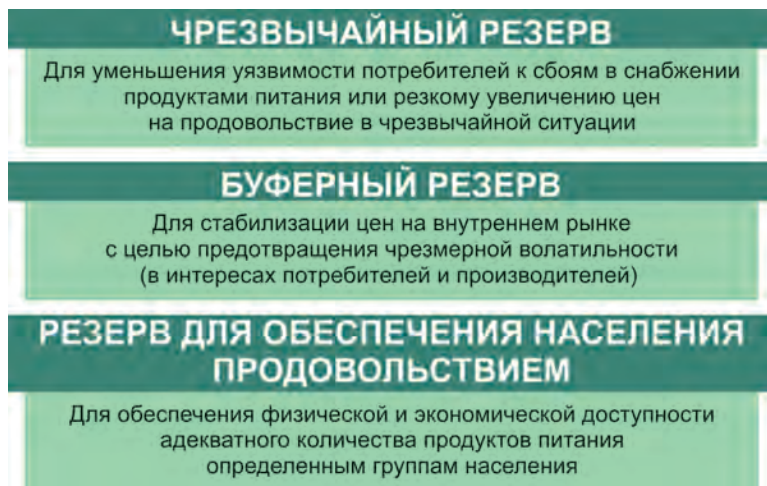 ЧРЕЗВЫЧАЙНЫЙ РЕЗЕРВ
Для уменьшения уязвимости потребителей к сбоям в снабжении
продуктами питания или резкому увеличению цен
на продовольствие в чрезвычайной ситуации
БУФЕРНЫЙ РЕЗЕРВ
Для стабилизации цен на внутреннем рынке
с целью предотвращения чрезмерной волатильности
(в интересах потребителей и производителей)
РЕЗЕРВ ДЛЯ ОБЕСПЕЧЕНИЯ НАСЕЛЕНИЯ
ПРОДОВОЛЬСТВИЕМ
Для обеспечения физической и экономической доступности
адекватного количества продуктов питания
определенным группам населения